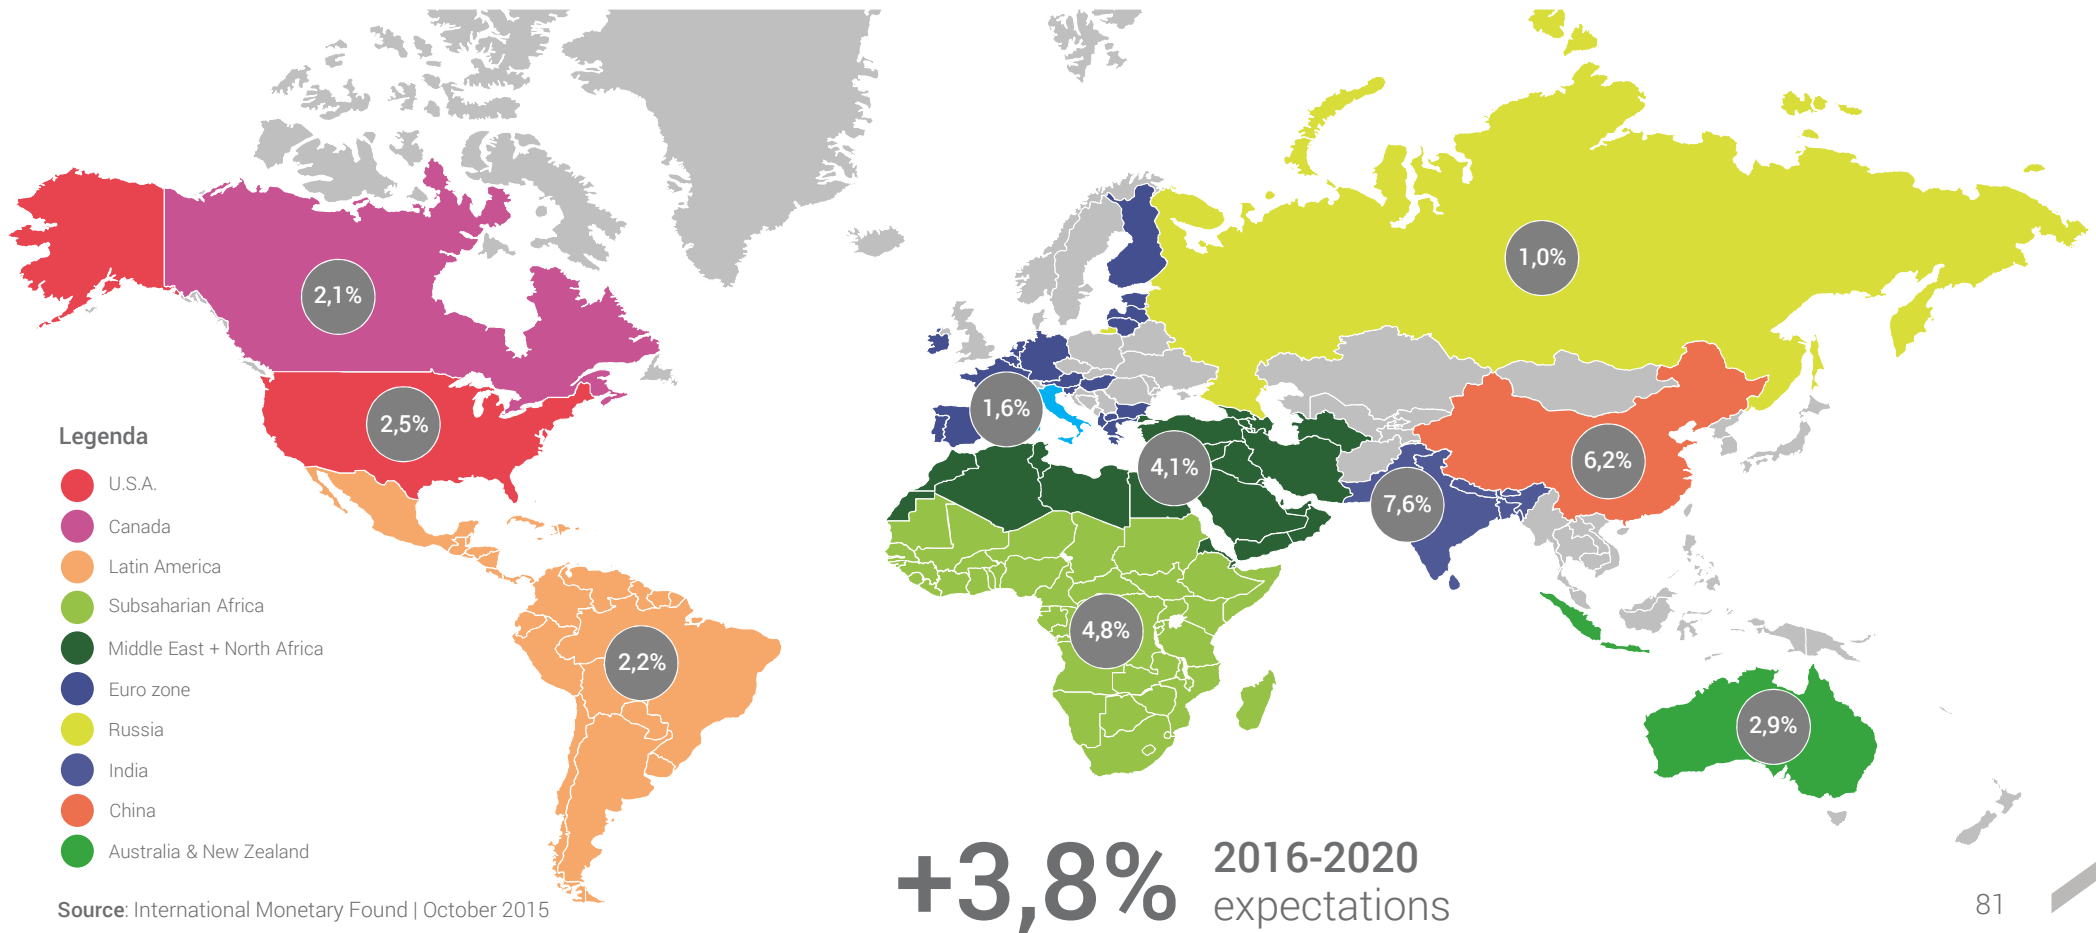 1,0%
2,1%
1,6%
2,5%
4,1%
6,2%
7,6%
4,8%
2,2%
2,9%
Legenda
U.S.A.
Canada
Latin America
Subsaharian Africa
Middle East + North Africa
Euro zone
Russia
India
China
Australia & New Zealand
Source: International Monetary Found | October 2015
+3,8%
2016-2020
expectations
81